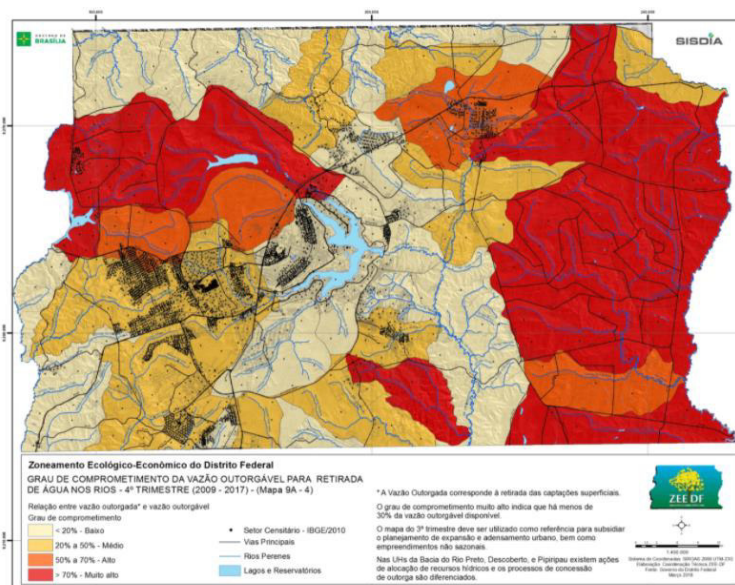 BRASÍLIA
SISDIA
Zoneamento Ecológico-Econômico do Distrito Federal
GRAU DE COMPROMETIMENTO DA VAZÃO OUTORGÁVEL PARA RETIRADA
DE ÁGUA NOS RIOS - 4º TRIMESTRE (2009 - 2017) - (Mapa 9A - 4)
Relação entre vazão outorgada* e vazão outorgável
Grau de comprometimento
< 20% - Baixo
20% a 50% - Médio
50% a 70% - Alto
> 70% - Muito alto
Setor Censitário - IBGE/2010
Vias Principais
Rios Perenes
Lagos e Reservatórios
* A Vazão Outorgada corresponde à retirada das captações superficiais.
O grau de comprometimento muito alto indica que há menos de
30% da vazão outorgável disponível.
O mapa do 3º trimestre deve ser utilizado como referência para subsidiar
o planejamento de expansão e adensamento urbano, bem como
empreendimentos não sazonais.
Nas UHs da Bacia do Rio Preto, Descoberto, e Pipiripau existem ações
de alocação de recursos hídricos e os processos de concessão
de outorga são diferenciados.
ZEE DF